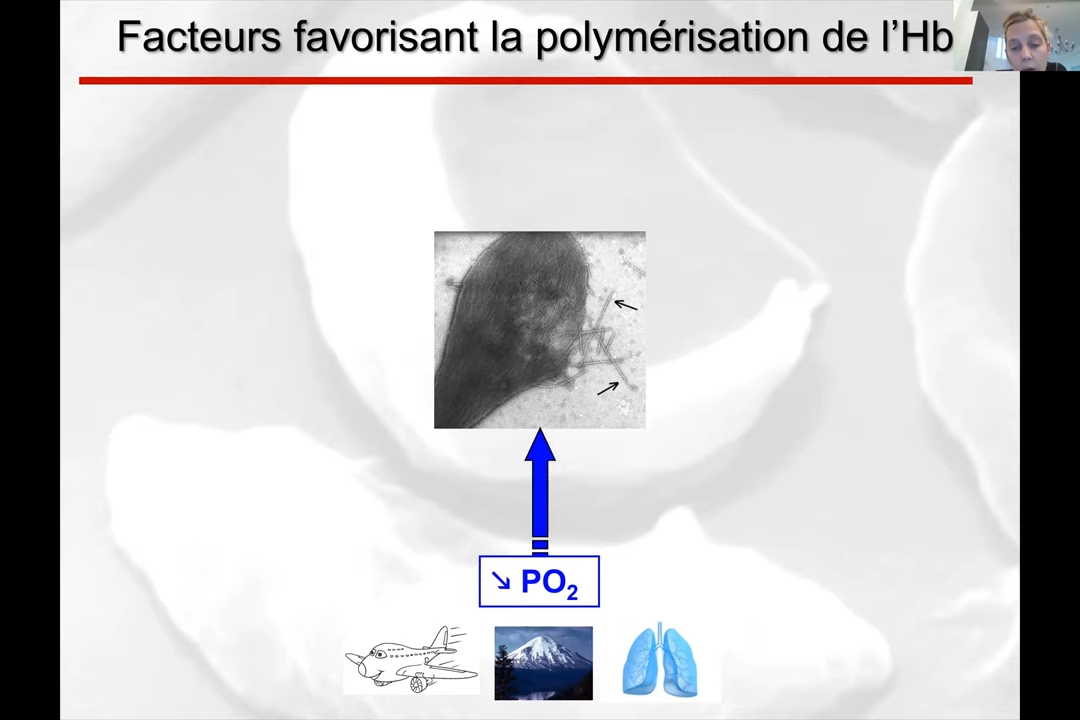 Facteurs favorisant la polymérisation de l’Hb
↘ PO₂